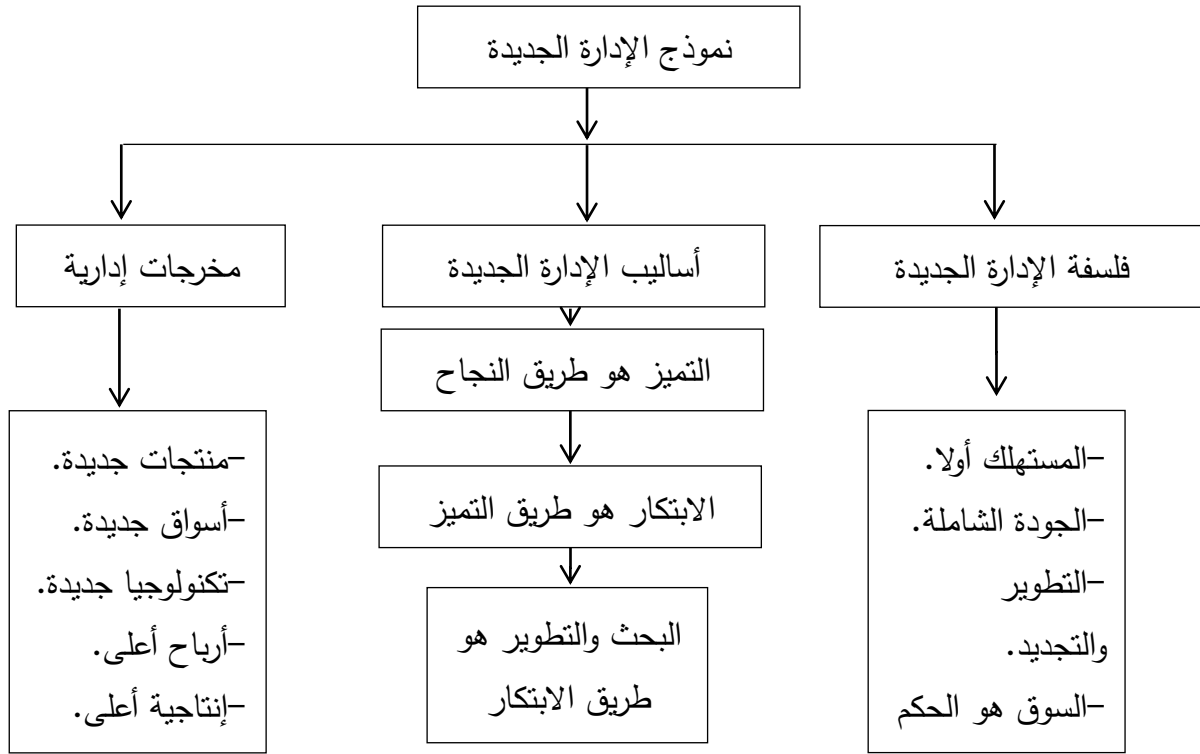 نموذج الإدارة الجديدة
فلسفة الإدارة الجديدة
أساليب الإدارة الجديدة
مخرجات إدارية
-المستهلك أولا.
-الجودة الشاملة.
-التطوير
والتجديد.
-السوق هو الحكم
التميز هو طريق النجاح
الابتكار هو طريق التميز
البحث والتطوير هو
طريق الابتكار
-منتجات جديدة.
-أسواق جديدة.
-تكنولوجيا جديدة.
-أرباح أعلى.
-إنتاجية أعلى.